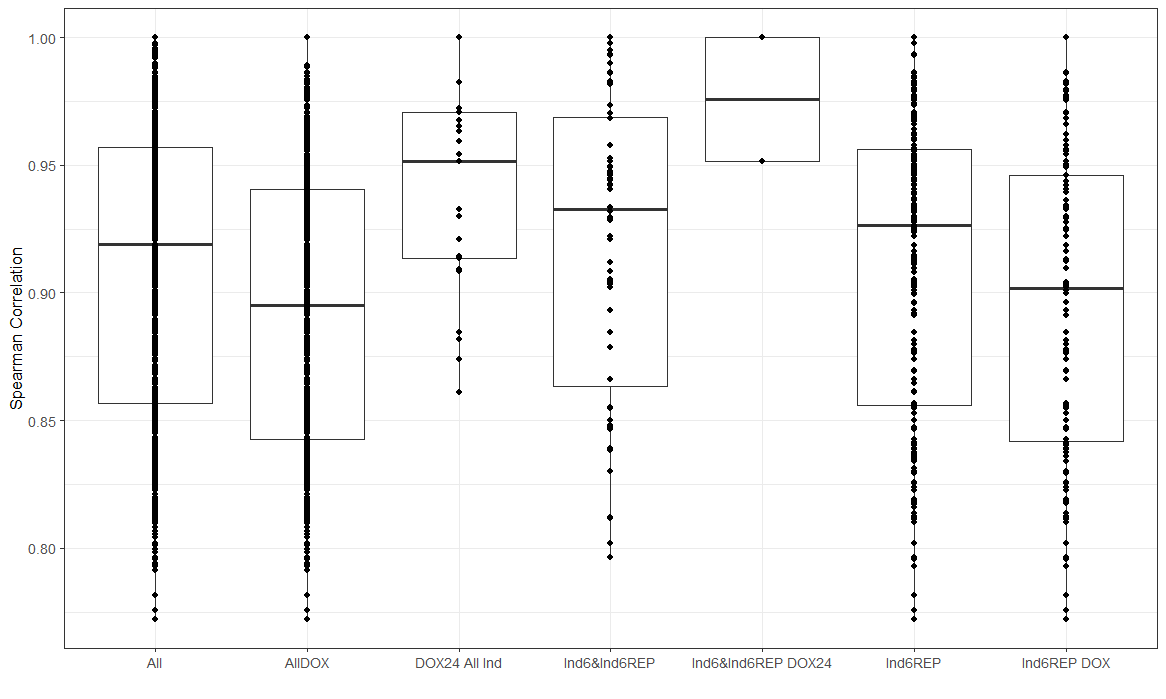 Spearman Correlation
1.00
0.95
0.90
0.85
0.80
All
AllDOX
DOX24 All Ind
Ind6&Ind6REP
Ind6&Ind6REP DOX24
Ind6REP
Ind6REP DOX